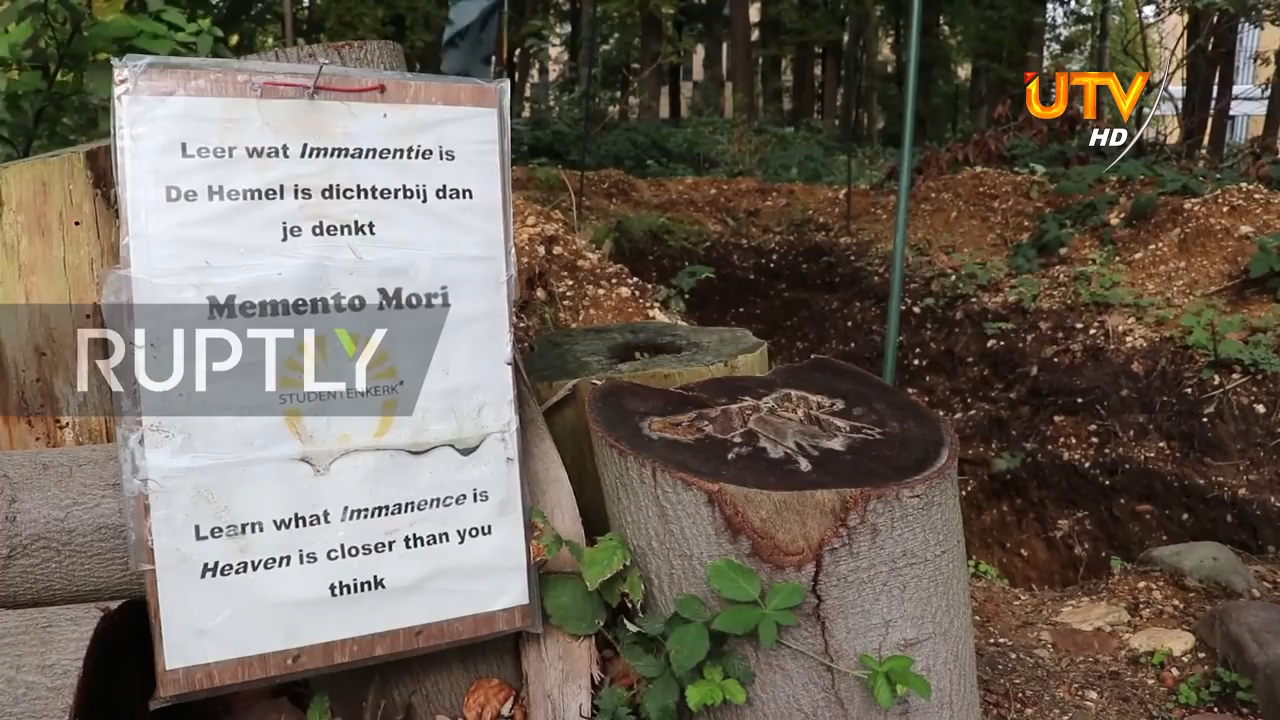 UTV
HD
Leer wat Immanentie is
De Hemel is dichterbij dan
je denkt
Memento Mori
RUPTLY
STUDENTENKERK
Learn what Immanence is
Heaven is closer than you
think